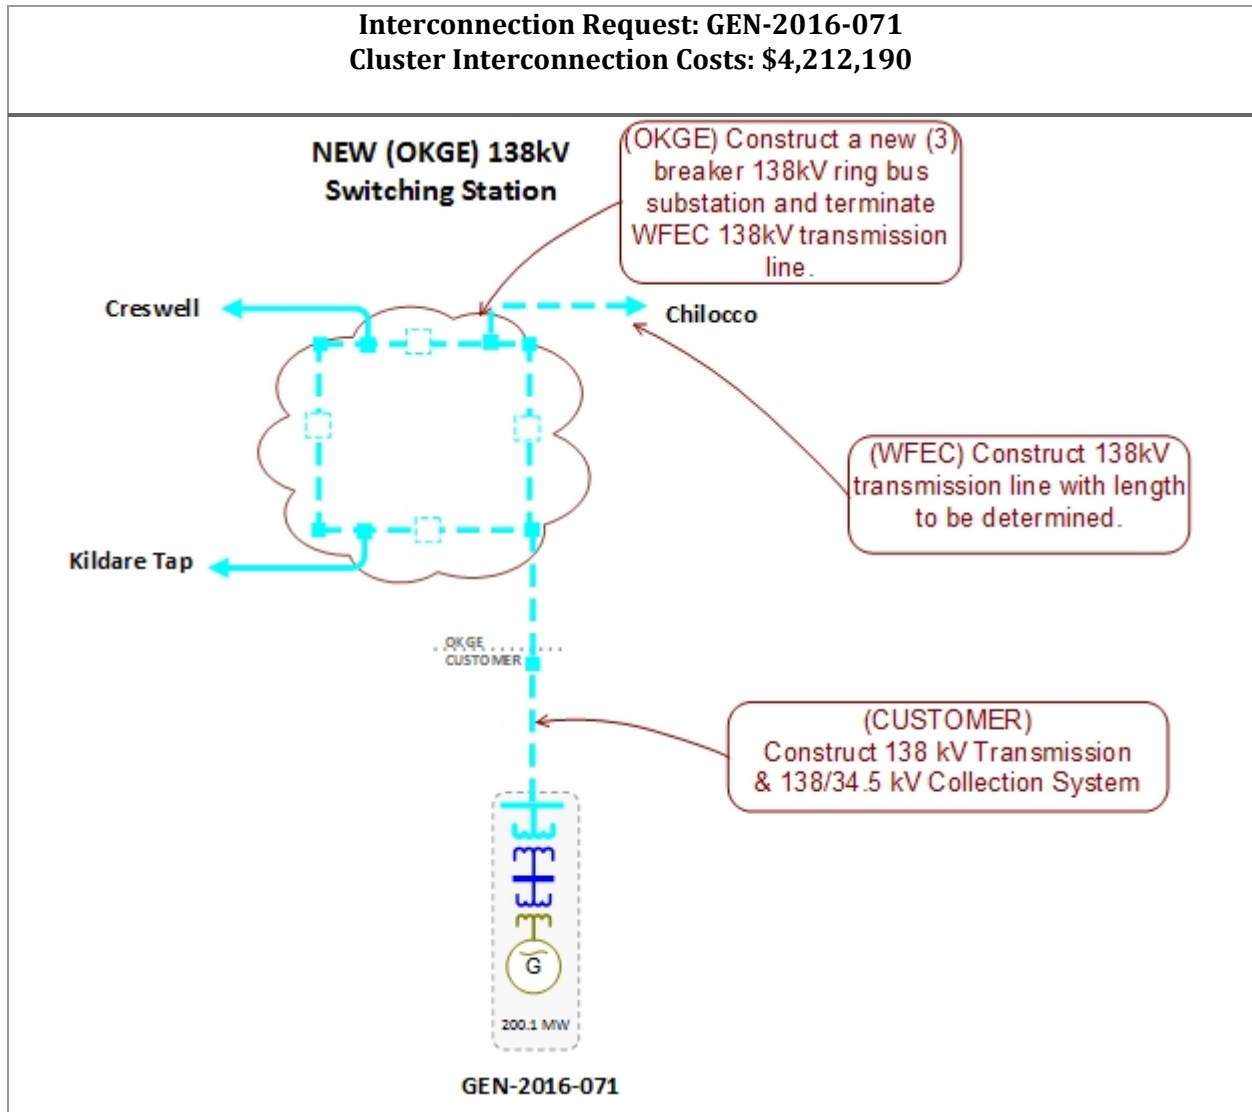 Interconnection Request: GEN-2016-071
Cluster Interconnection Costs: $4,212,190
NEW (OKGE) 138kV
Switching Station
(OKGE) Construct a new (3)
breaker 138kV ring bus
substation and terminate
WFEC 138kV transmission
line.
Creswell
Chilocco
(WFEC) Construct 138kV
transmission line with length
to be determined.
Kildare Tap
OKGE
CUSTOMER
(CUSTOMER)
Construct 138 kV Transmission
& 138/34.5 kV Collection System
G
200.1 MW
GEN-2016-071